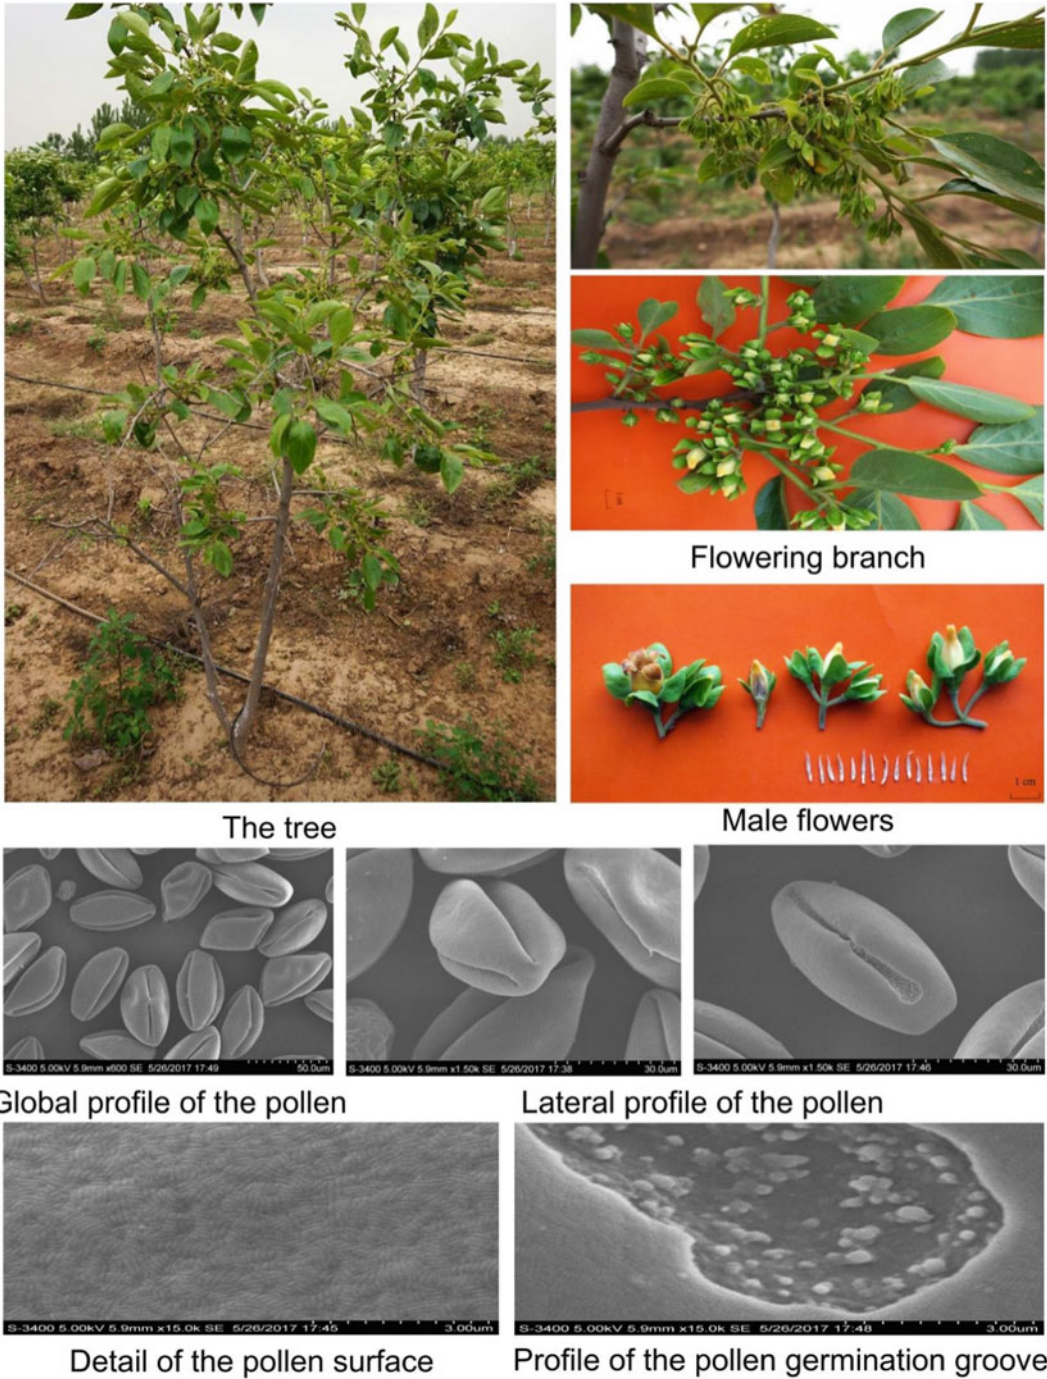 Flowering branch
1 cm
The tree
Male flowers
S-3400 5.00kV 5.9mm x600 SE 5/26/2017 17:49 50.0um
S-3400 5.00kV 5.9mm x1.50k SE 5/26/2017 17:38 30.0um
S-3400 5.00kV 5.9mm x1.50k SE 5/26/2017 17:46 30.0um
Global profile of the pollen
Lateral profile of the pollen
S-3400 5.00kV 5.9mm x15.0k SE 5/26/2017 17:45 3.00um
S-3400 5.00kV 5.9mm x15.0k SE 5/26/2017 17:48 3.00um
Detail of the pollen surface
Profile of the pollen germination groove